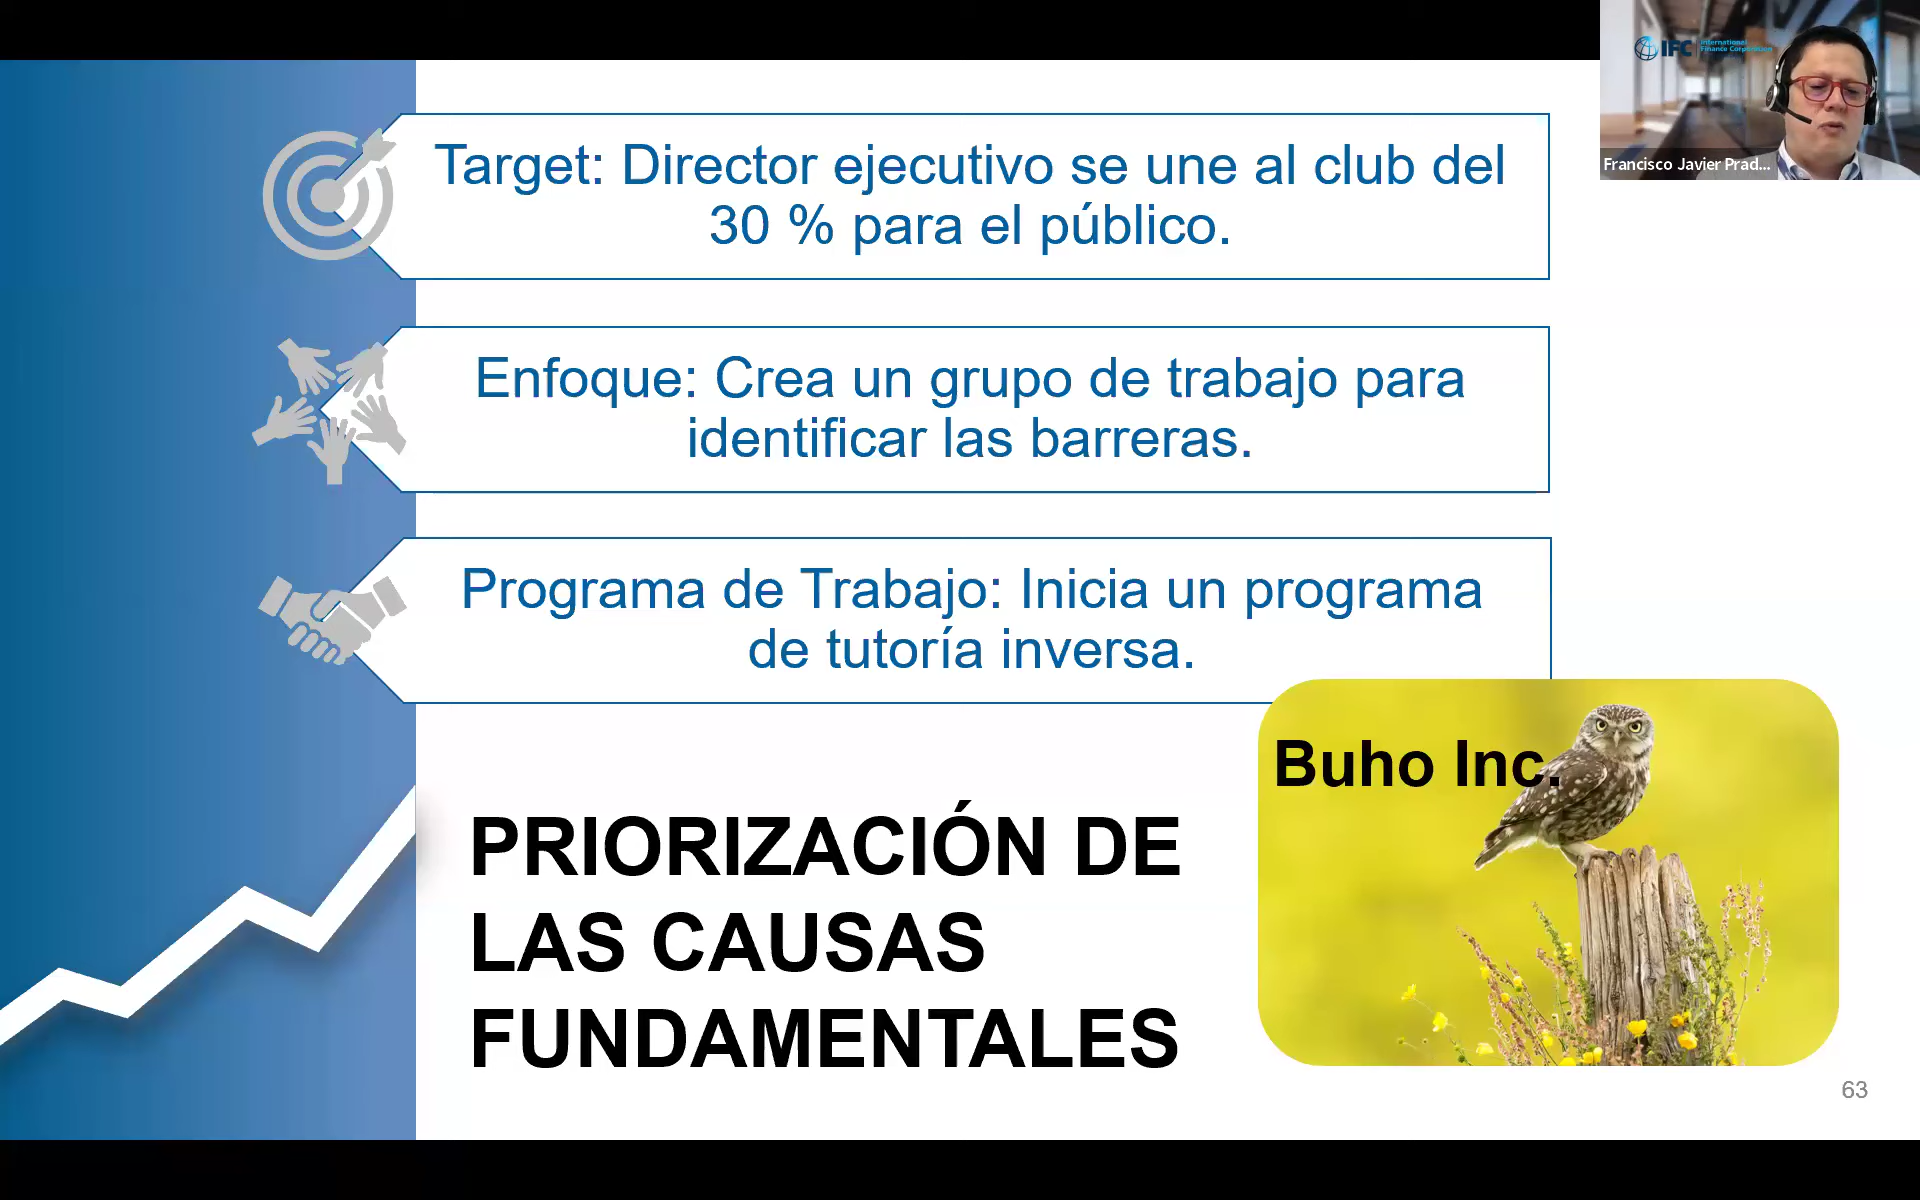 IFC International
Finance Corporation
Francisco Javier Prad...
Target: Director ejecutivo se une al club del
30 % para el público.
Enfoque: Crea un grupo de trabajo para
identificar las barreras.
Programa de Trabajo: Inicia un programa
de tutoría inversa.
Buho Inc.
PRIORIZACIÓN DE
LAS CAUSAS
FUNDAMENTALES
63